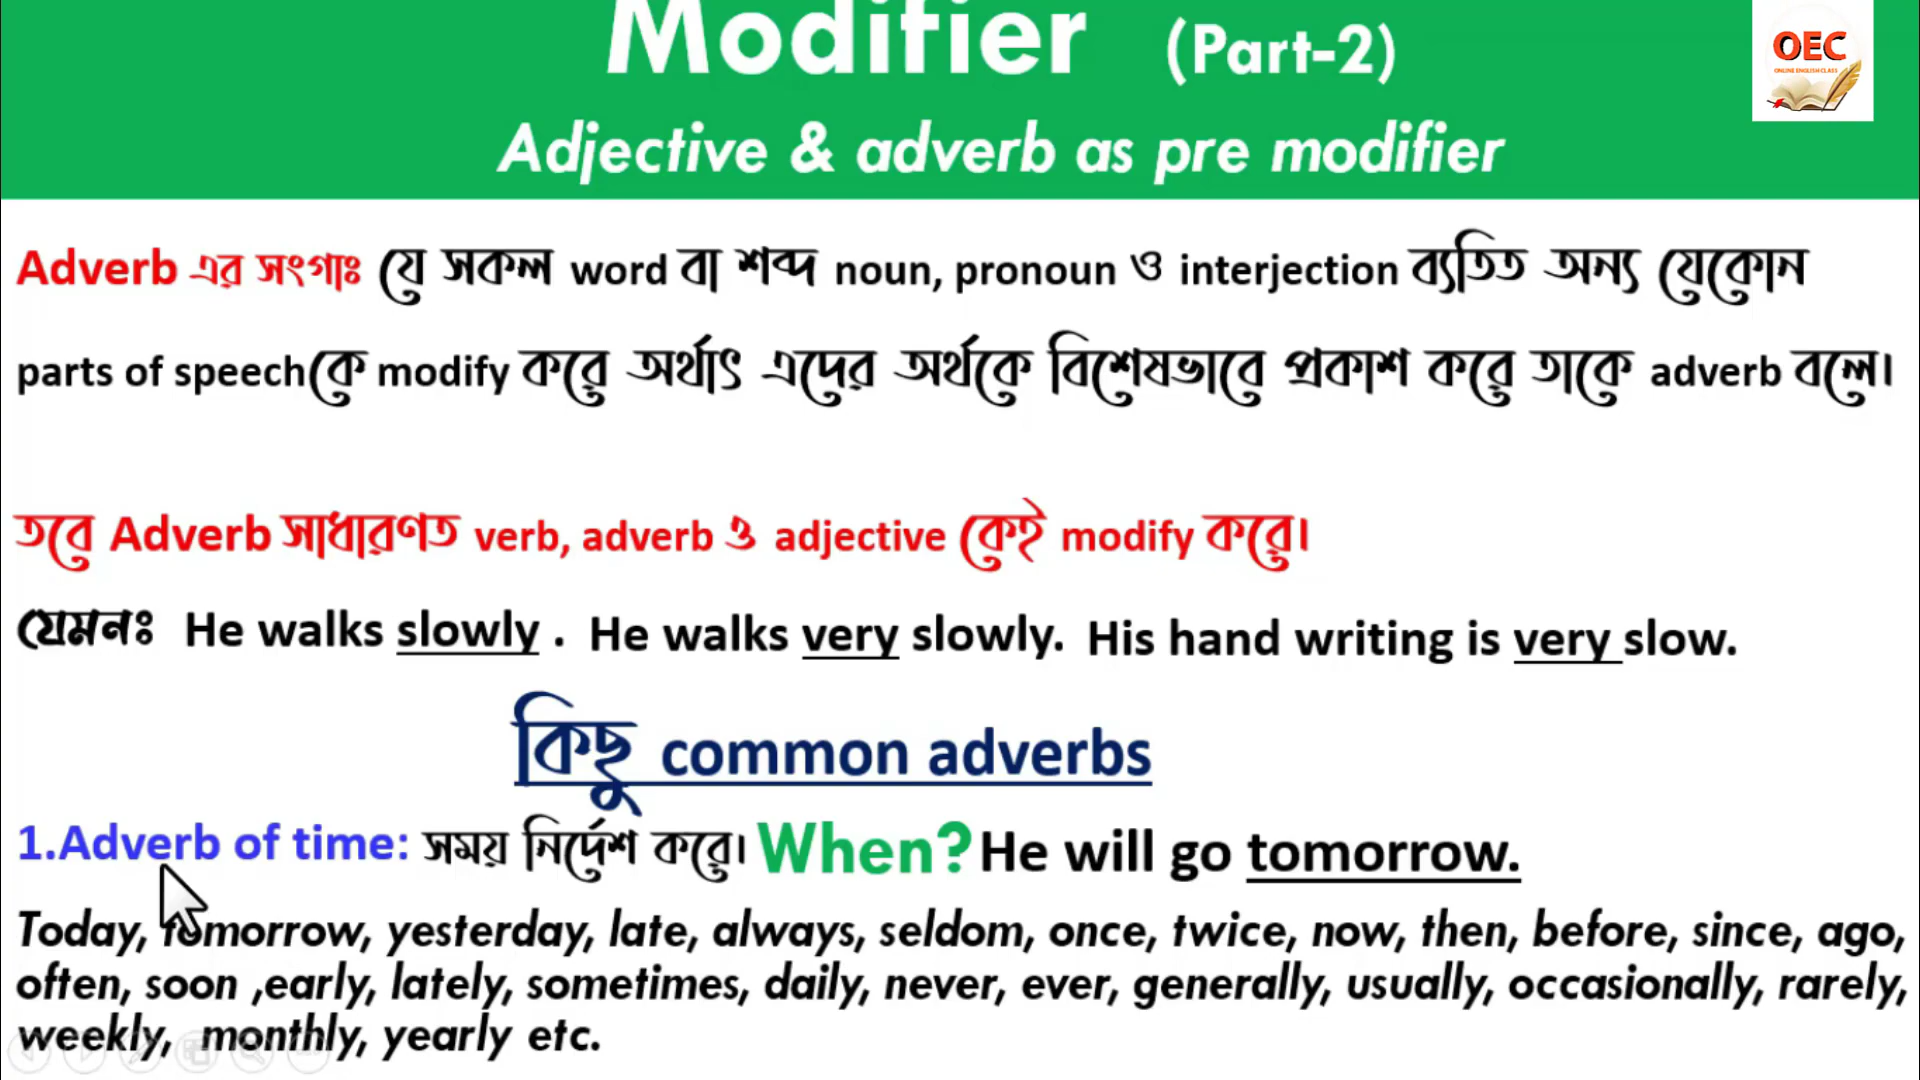 Modifier (Part-2)
OEC
ONLINE ENGLISH CLASS
Adjective & adverb as pre modifier
Adverb এর সংগাঃ যে সকল word বা শব্দ noun, pronoun ও interjection ব্যতিত অন্য যেকোন
parts of speechকে modify করে অর্থাৎ এদের অর্থকে বিশেষভাবে প্রকাশ করে তাকে adverb বলে।
তবে Adverb সাধারণত verb, adverb ও adjective কেই modify করে।
যেমনঃ He walks slowly . He walks very slowly. His hand writing is very slow.
কিছু common adverbs
1.Adverb of time: সময় নির্দেশ করে। When? He will go tomorrow.
Today, tomorrow, yesterday, late, always, seldom, once, twice, now, then, before, since, ago,
often, soon ,early, lately, sometimes, daily, never, ever, generally, usually, occasionally, rarely,
weekly, monthly, yearly etc.